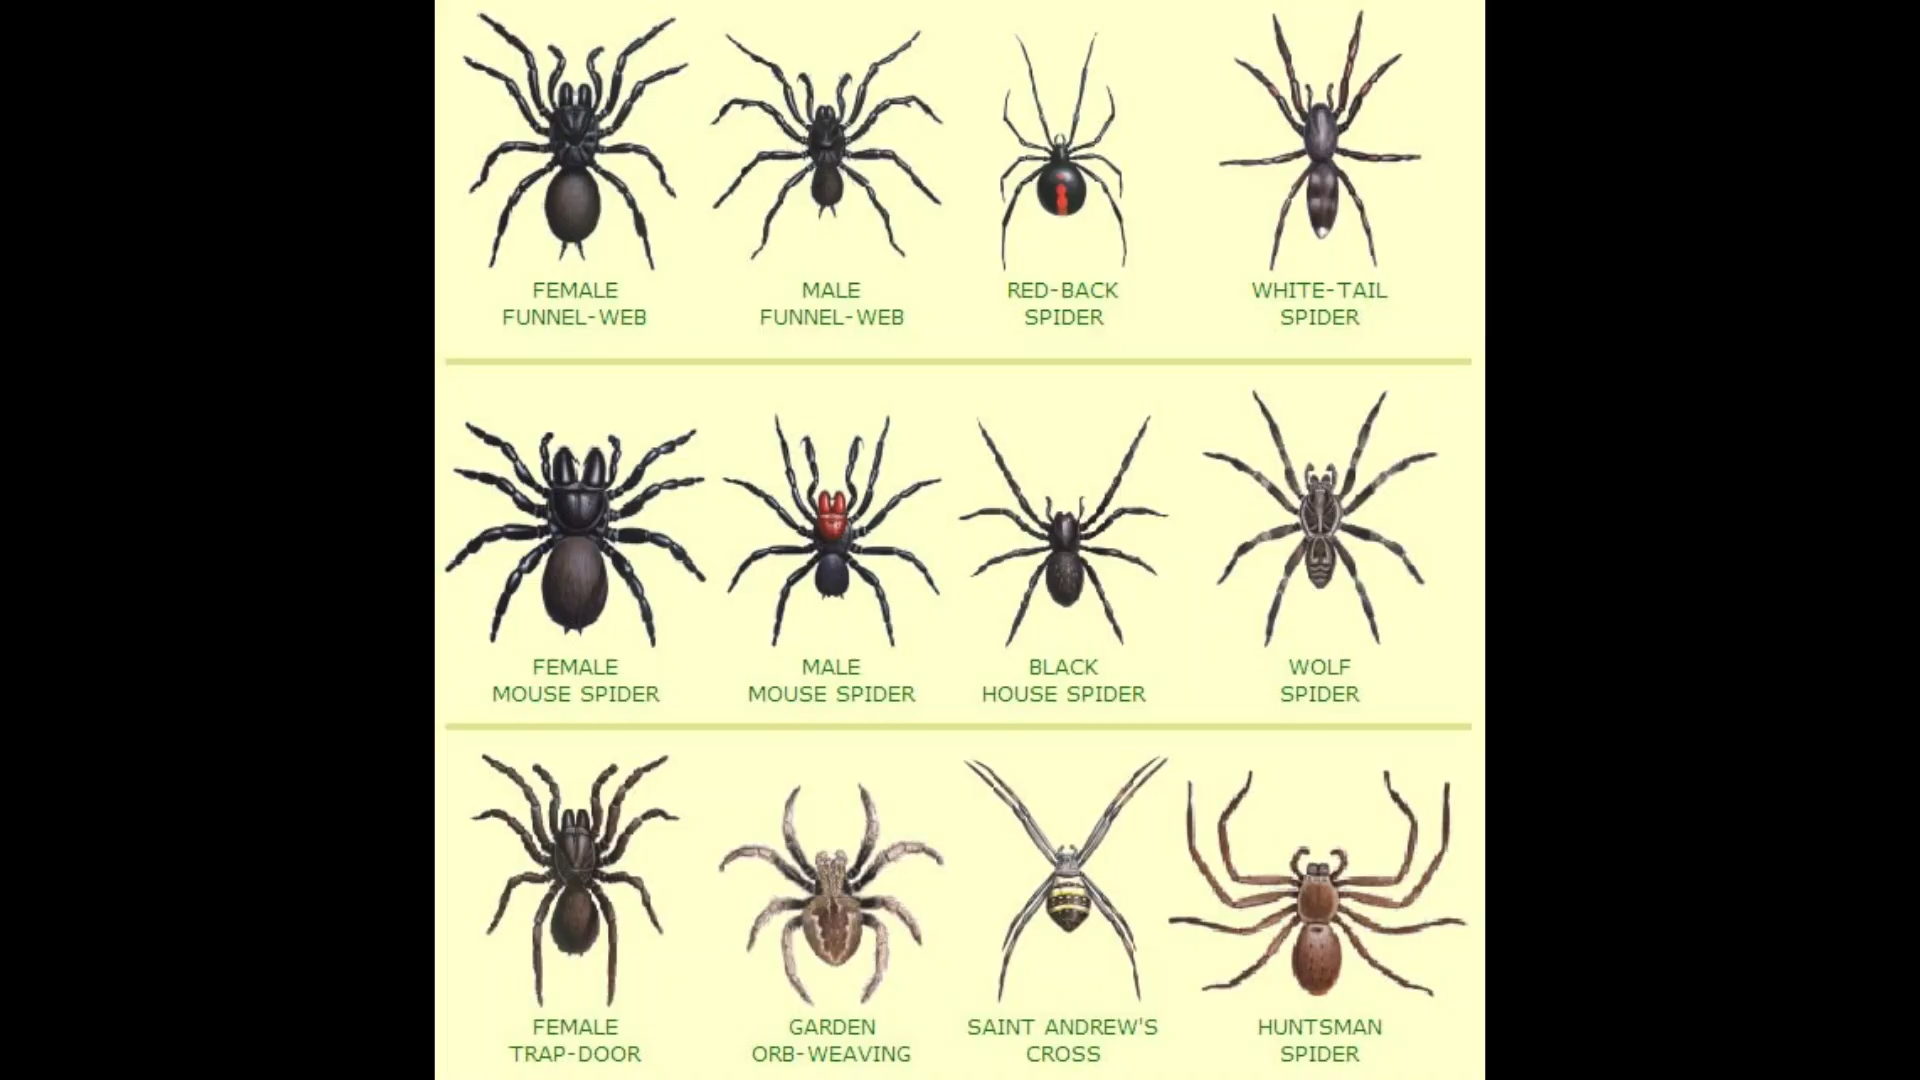 FEMALE
FUNNEL-WEB
MALE
FUNNEL-WEB
RED-BACK
SPIDER
WHITE-TAIL
SPIDER
FEMALE
MOUSE SPIDER
MALE
MOUSE SPIDER
BLACK
HOUSE SPIDER
WOLF
SPIDER
FEMALE
TRAP-DOOR
GARDEN
ORB-WEAVING
SAINT ANDREW'S
CROSS
HUNTSMAN
SPIDER